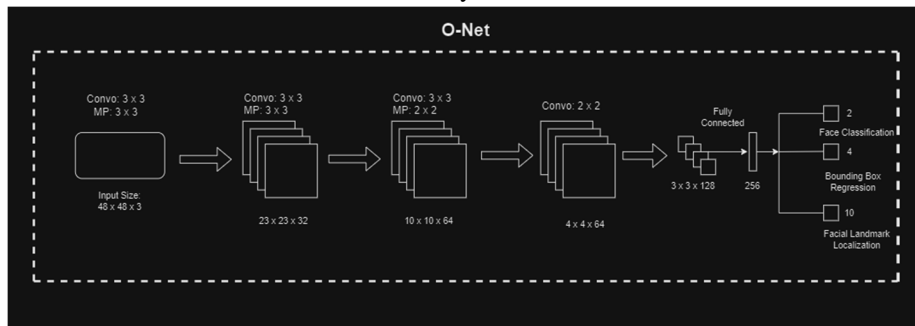 O-Net
Convo: 3 x 3
MP: 3 x 3
Input Size:
48 x 48 x 3
Convo: 3 x 3
MP: 3 x 3
23 x 23 x 32
Convo: 3 x 3
MP: 2 x 2
10 x 10 x 64
Convo: 2 x 2
4 x 4 x 64
3 x 3 x 128
Fully
Connected
256
2
Face Classification
4
Bounding Box
Regression
10
Facial Landmark
Localization